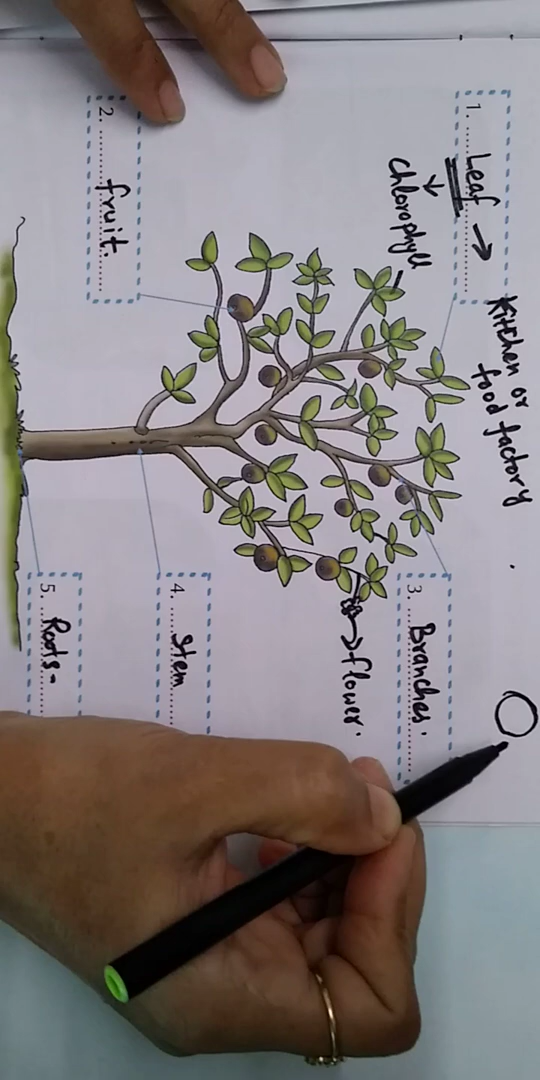 1. Leaf →
Kitchen or
food factory
↓
chlorophyll
2. fruit.
3. Branches.
→ flower.
4. Stem
5. Roots-